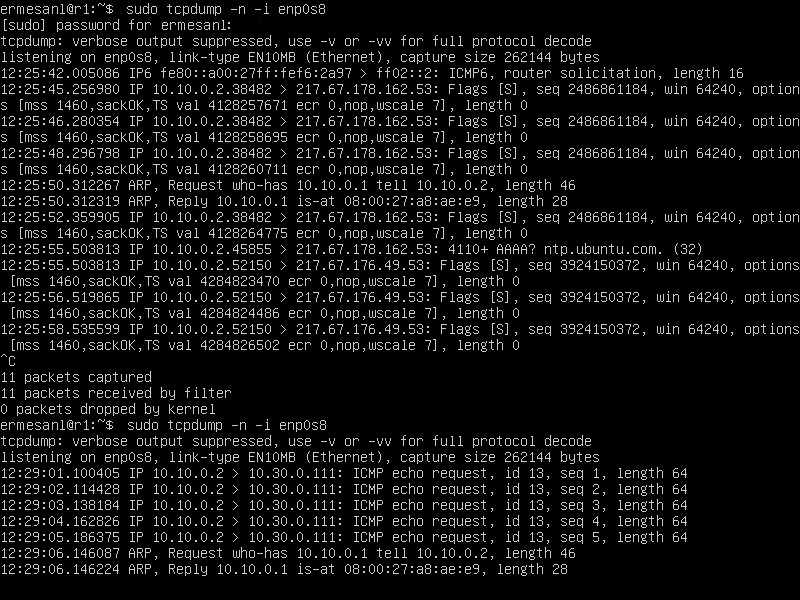 ermesanl@r1:~$ sudo tcpdump -n -i enp0s8
[sudo] password for ermesanl:
tcpdump: verbose output suppressed, use -v or -vv for full protocol decode
listening on enp0s8, link-type EN10MB (Ethernet), capture size 262144 bytes
12:25:42.005086 IP6 fe80::a00:27ff:fef6:2a97 > ff02::2: ICMP6, router solicitation, length 16
12:25:45.256980 IP 10.10.0.2.38482 > 217.67.178.162.53: Flags [S], seq 2486861184, win 64240, option
s [mss 1460,sackOK,TS val 4128257671 ecr 0,nop,wscale 7], length 0
12:25:46.280354 IP 10.10.0.2.38482 > 217.67.178.162.53: Flags [S], seq 2486861184, win 64240, option
s [mss 1460,sackOK,TS val 4128258695 ecr 0,nop,wscale 7], length 0
12:25:48.296798 IP 10.10.0.2.38482 > 217.67.178.162.53: Flags [S], seq 2486861184, win 64240, option
s [mss 1460,sackOK,TS val 4128260711 ecr 0,nop,wscale 7], length 0
12:25:50.312267 ARP, Request who-has 10.10.0.1 tell 10.10.0.2, length 46
12:25:50.312319 ARP, Reply 10.10.0.1 is-at 08:00:27:a8:ae:e9, length 28
12:25:52.359905 IP 10.10.0.2.38482 > 217.67.178.162.53: Flags [S], seq 2486861184, win 64240, option
s [mss 1460,sackOK,TS val 4128264775 ecr 0,nop,wscale 7], length 0
12:25:55.503813 IP 10.10.0.2.45855 > 217.67.178.162.53: 4110+ AAAA? ntp.ubuntu.com. (32)
12:25:55.503813 IP 10.10.0.2.52150 > 217.67.176.49.53: Flags [S], seq 3924150372, win 64240, options
 [mss 1460,sackOK,TS val 4284823470 ecr 0,nop,wscale 7], length 0
12:25:56.519865 IP 10.10.0.2.52150 > 217.67.176.49.53: Flags [S], seq 3924150372, win 64240, options
 [mss 1460,sackOK,TS val 4284824486 ecr 0,nop,wscale 7], length 0
12:25:58.535599 IP 10.10.0.2.52150 > 217.67.176.49.53: Flags [S], seq 3924150372, win 64240, options
 [mss 1460,sackOK,TS val 4284826502 ecr 0,nop,wscale 7], length 0
^C
11 packets captured
11 packets received by filter
0 packets dropped by kernel
ermesanl@r1:~$ sudo tcpdump -n -i enp0s8
tcpdump: verbose output suppressed, use -v or -vv for full protocol decode
listening on enp0s8, link-type EN10MB (Ethernet), capture size 262144 bytes
12:29:01.100405 IP 10.10.0.2 > 10.30.0.111: ICMP echo request, id 13, seq 1, length 64
12:29:02.114428 IP 10.10.0.2 > 10.30.0.111: ICMP echo request, id 13, seq 2, length 64
12:29:03.138184 IP 10.10.0.2 > 10.30.0.111: ICMP echo request, id 13, seq 3, length 64
12:29:04.162826 IP 10.10.0.2 > 10.30.0.111: ICMP echo request, id 13, seq 4, length 64
12:29:05.186375 IP 10.10.0.2 > 10.30.0.111: ICMP echo request, id 13, seq 5, length 64
12:29:06.146087 ARP, Request who-has 10.10.0.1 tell 10.10.0.2, length 46
12:29:06.146224 ARP, Reply 10.10.0.1 is-at 08:00:27:a8:ae:e9, length 28